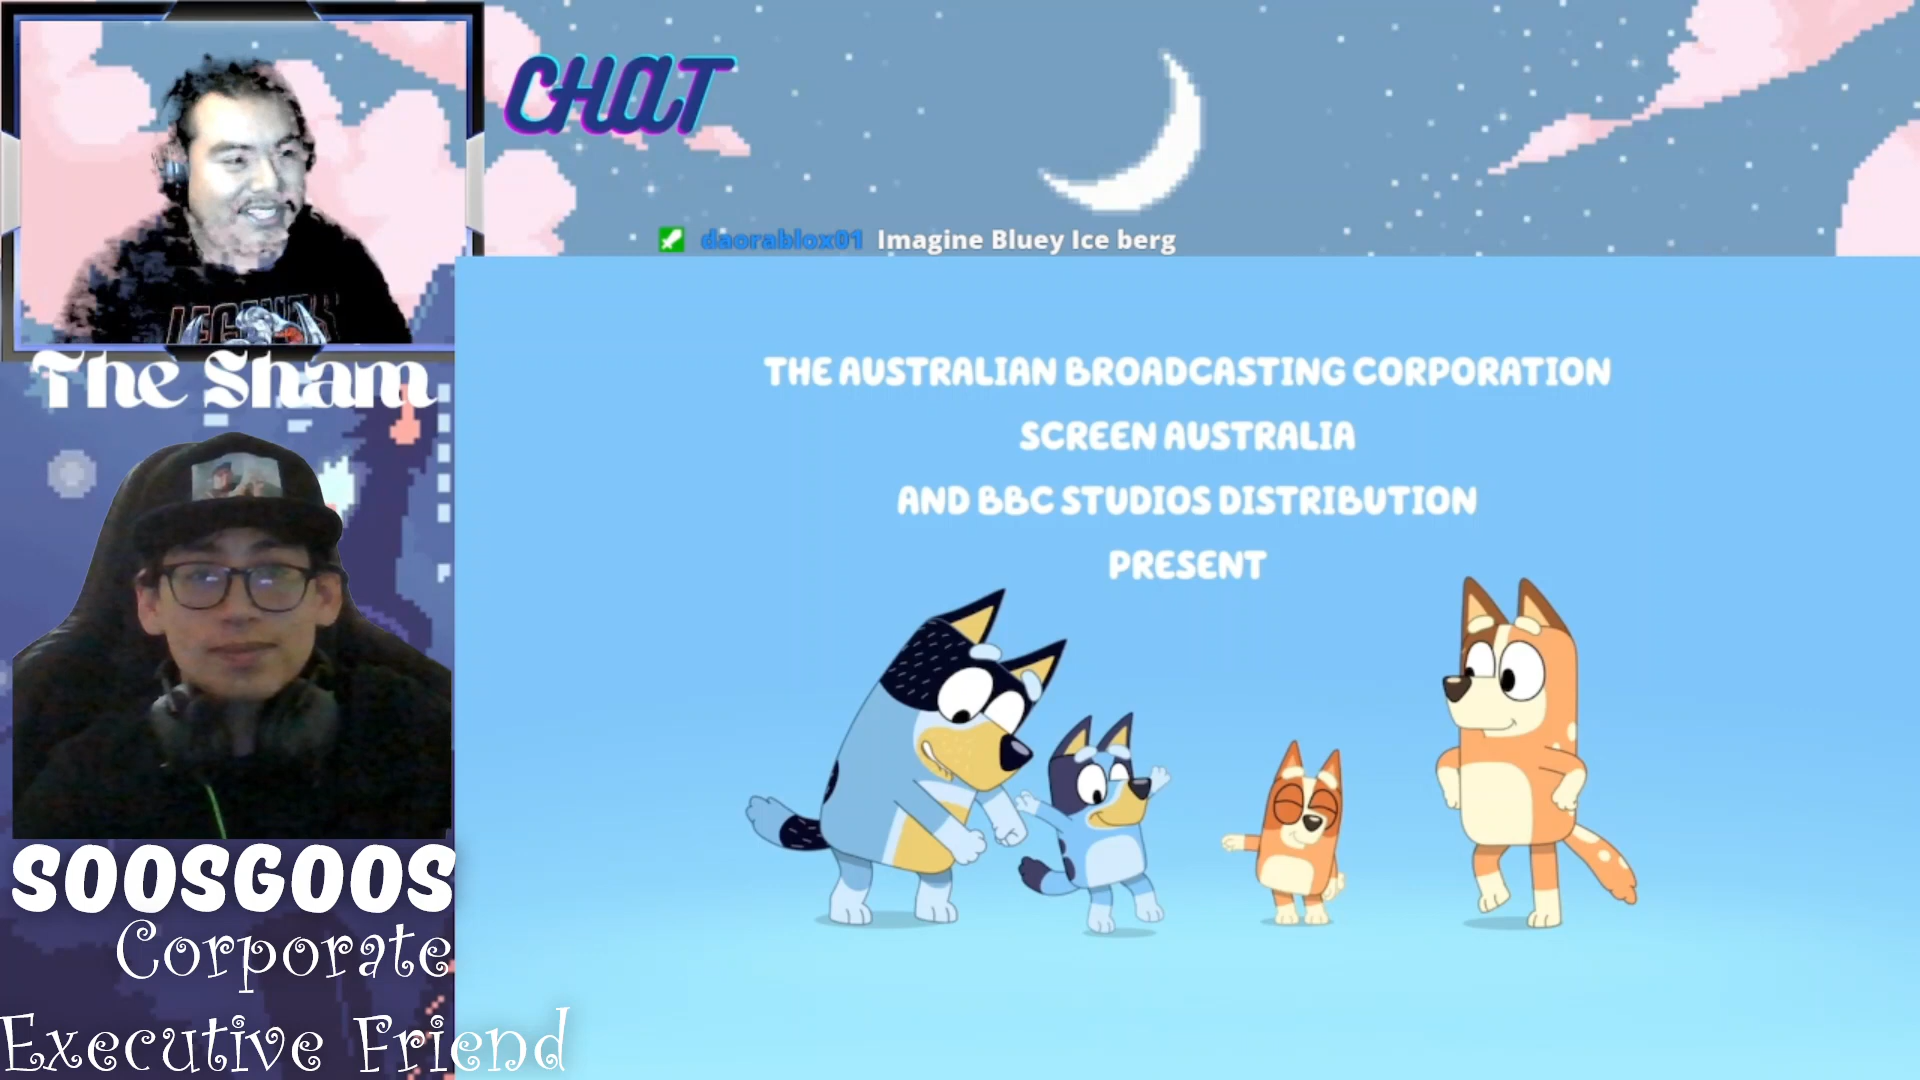 CHAT
daorablox01 Imagine Bluey Ice berg
LEGENDS
The Sham
THE AUSTRALIAN BROADCASTING CORPORATION
SCREEN AUSTRALIA
AND BBC STUDIOS DISTRIBUTION
PRESENT
SOOSGOOS
Corporate
Executive Friend